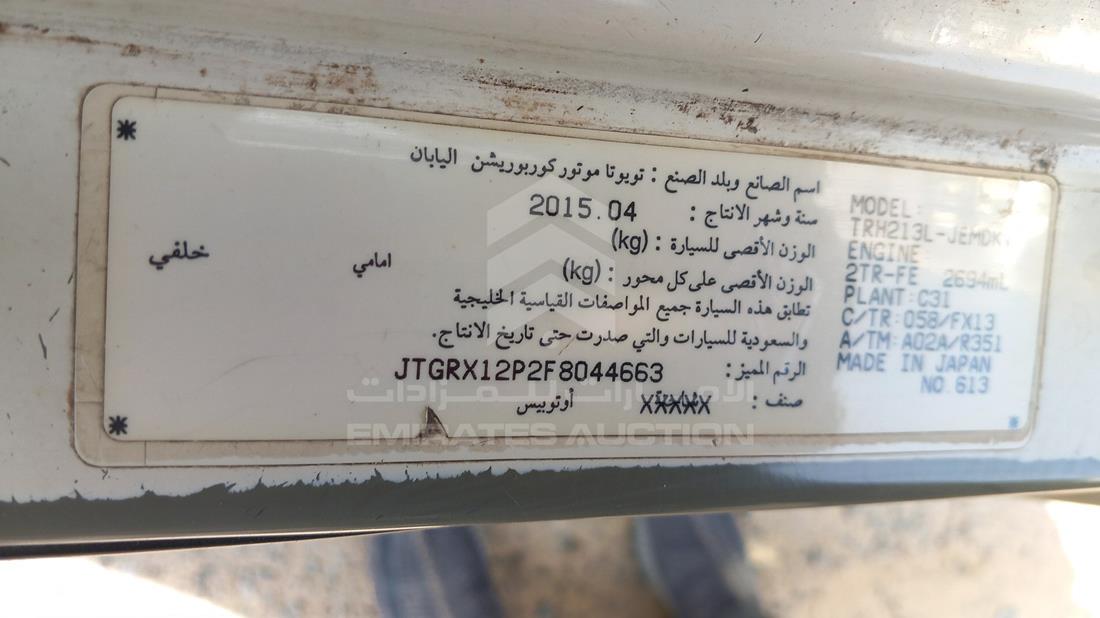 اسم الصانع وبلد الصنع : تويوتا موتور كوربوريشن اليابان
سنة وشهر الانتاج : 2015.04
الوزن الأقصى للسيارة : (kg)
الوزن الأقصى على كل محور : (kg) امامي خلفي
تطابق هذه السيارة جميع المواصفات القياسية الخليجية
والسعودية للسيارات والتي صدرت حتى تاريخ الانتاج.
الرقم المميز : JTGRX12P2F8044663
صنف : أوتوبيس
MODEL:
TRH213L-JEMDK
ENGINE
2TR-FE 2694mL
PLANT:C31
C/TR:058/FX13
A/TM:A02A/R351
MADE IN JAPAN
NO.613
الإمارات للمزادات
EMIRATES AUCTION